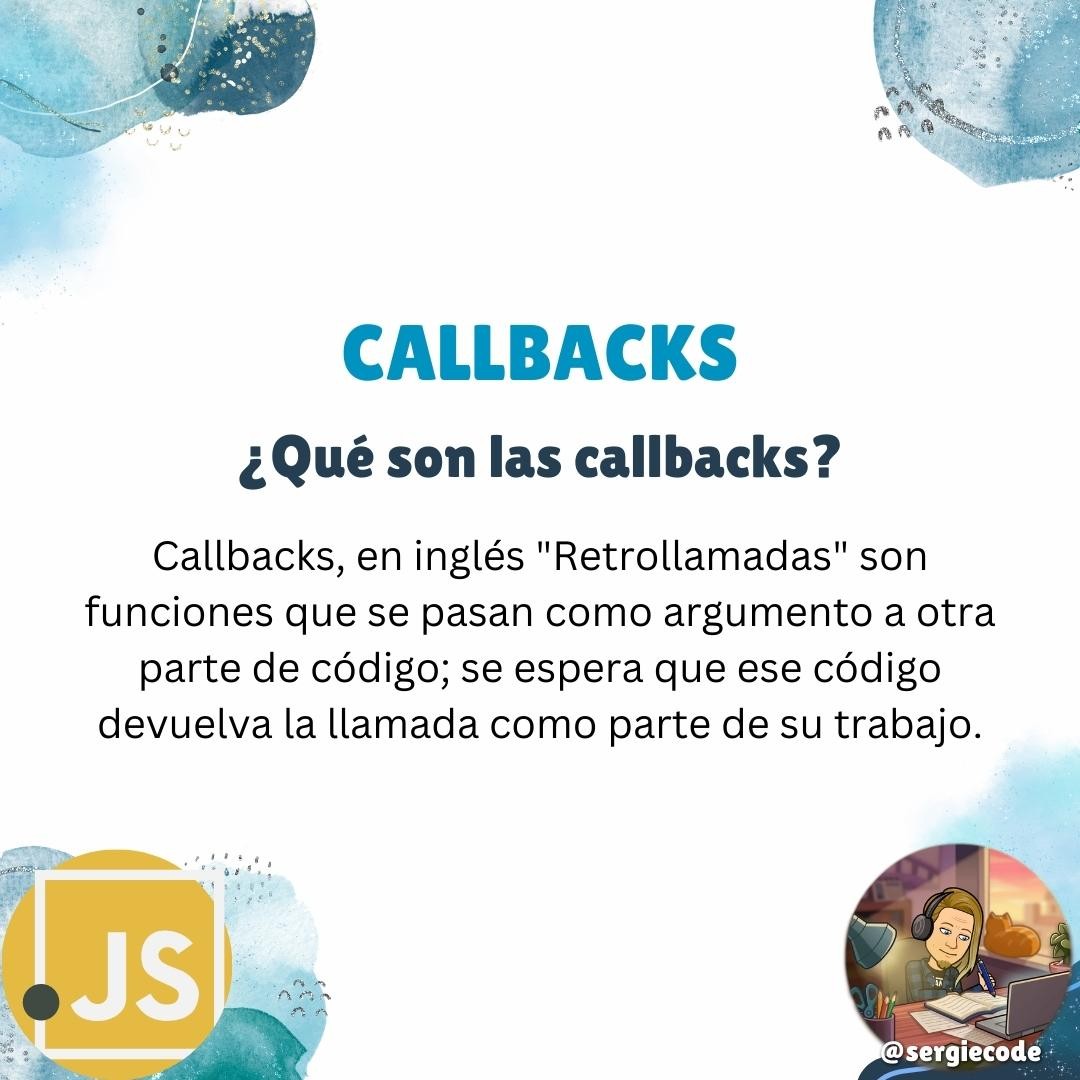 CALLBACKS
¿Qué son las callbacks?
Callbacks, en inglés "Retrollamadas" son
funciones que se pasan como argumento a otra
parte de código; se espera que ese código
devuelva la llamada como parte de su trabajo.
.JS
@sergiecode